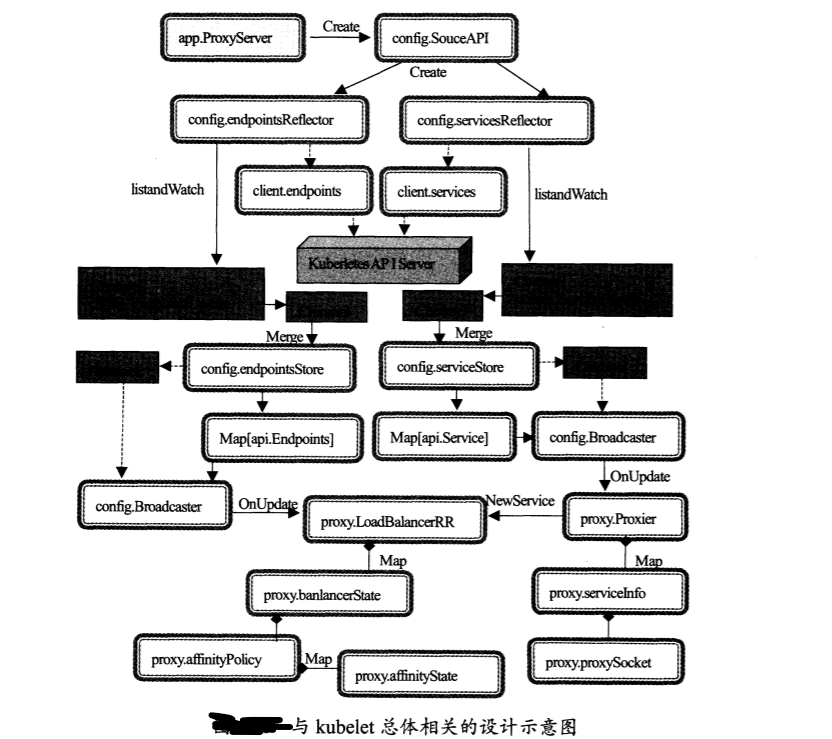 app.ProxyServer
Create
config.SouceAPI
Create
config.endpointsReflector
config.servicesReflector
listandWatch
client.endpoints
client.services
listandWatch
Kuberletes API Server
Merge
Merge
config.endpointsStore
config.serviceStore
Map[api.Endpoints]
Map[api.Service]
config.Broadcaster
OnUpdate
config.Broadcaster
OnUpdate
proxy.LoadBalancerRR
NewService
proxy.Proxier
Map
Map
proxy.banlancerState
proxy.serviceInfo
proxy.affinityPolicy
Map
proxy.affinityState
proxy.proxySocket
与 kubelet 总体相关的设计示意图